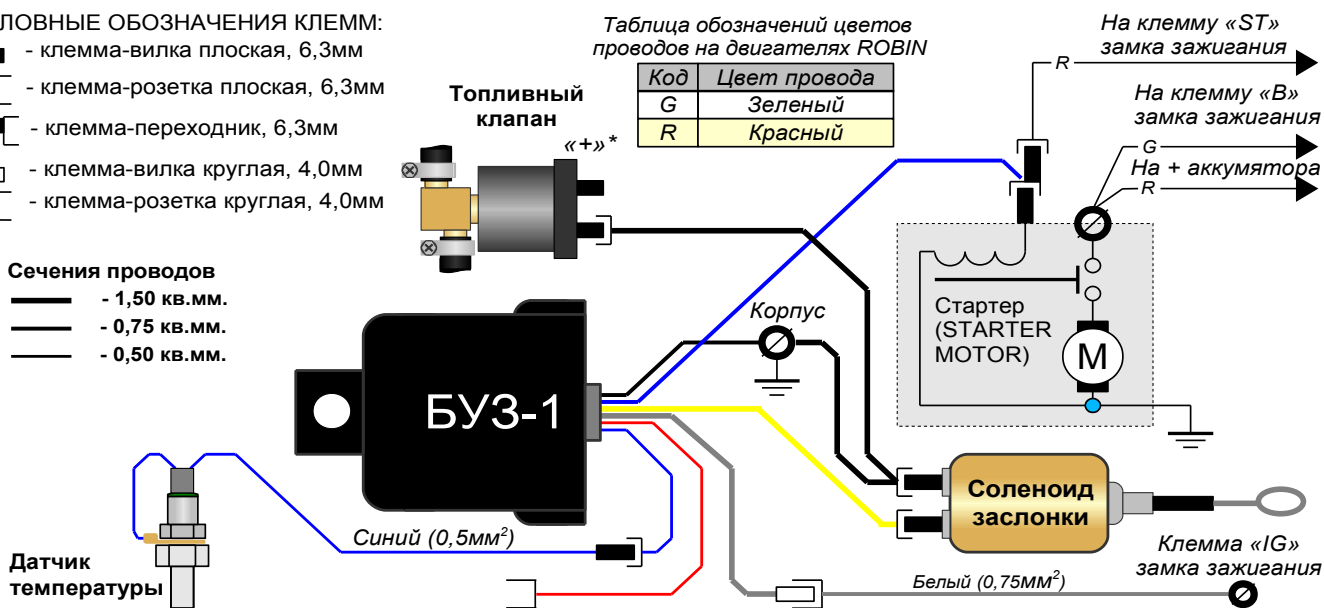 ЛОВНЫЕ ОБОЗНАЧЕНИЯ КЛЕММ:
- клемма-вилка плоская, 6,3мм
- клемма-розетка плоская, 6,3мм
- клемма-переходник, 6,3мм
- клемма-вилка круглая, 4,0мм
- клемма-розетка круглая, 4,0мм
Сечения проводов
- 1,50 кв.мм.
- 0,75 кв.мм.
- 0,50 кв.мм.
Топливный
клапан
«+»*
Таблица обозначений цветов
проводов на двигателях ROBIN
Код Цвет провода
G Зеленый
R Красный
На клемму «ST»
замка зажигания
R
На клемму «B»
замка зажигания
G
На + аккумятора
R
Стартер
(STARTER
MOTOR)
M
Корпус
БУЗ-1
Соленоид
заслонки
Датчик
температуры
Синий (0,5мм²)
Белый (0,75ММ²)
Клемма «IG»
замка зажигания